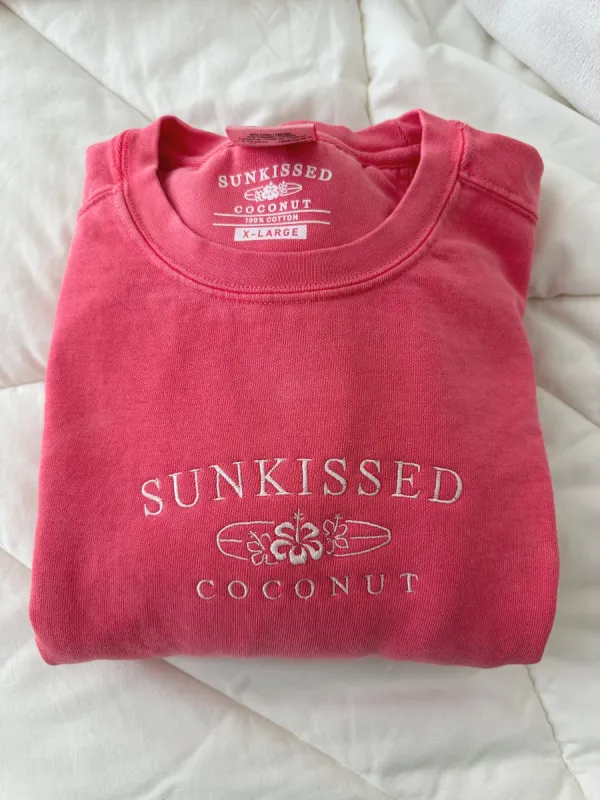 SUNKISSED
COCONUT
100% COTTON
X-LARGE
SUNKISSED
COCONUT